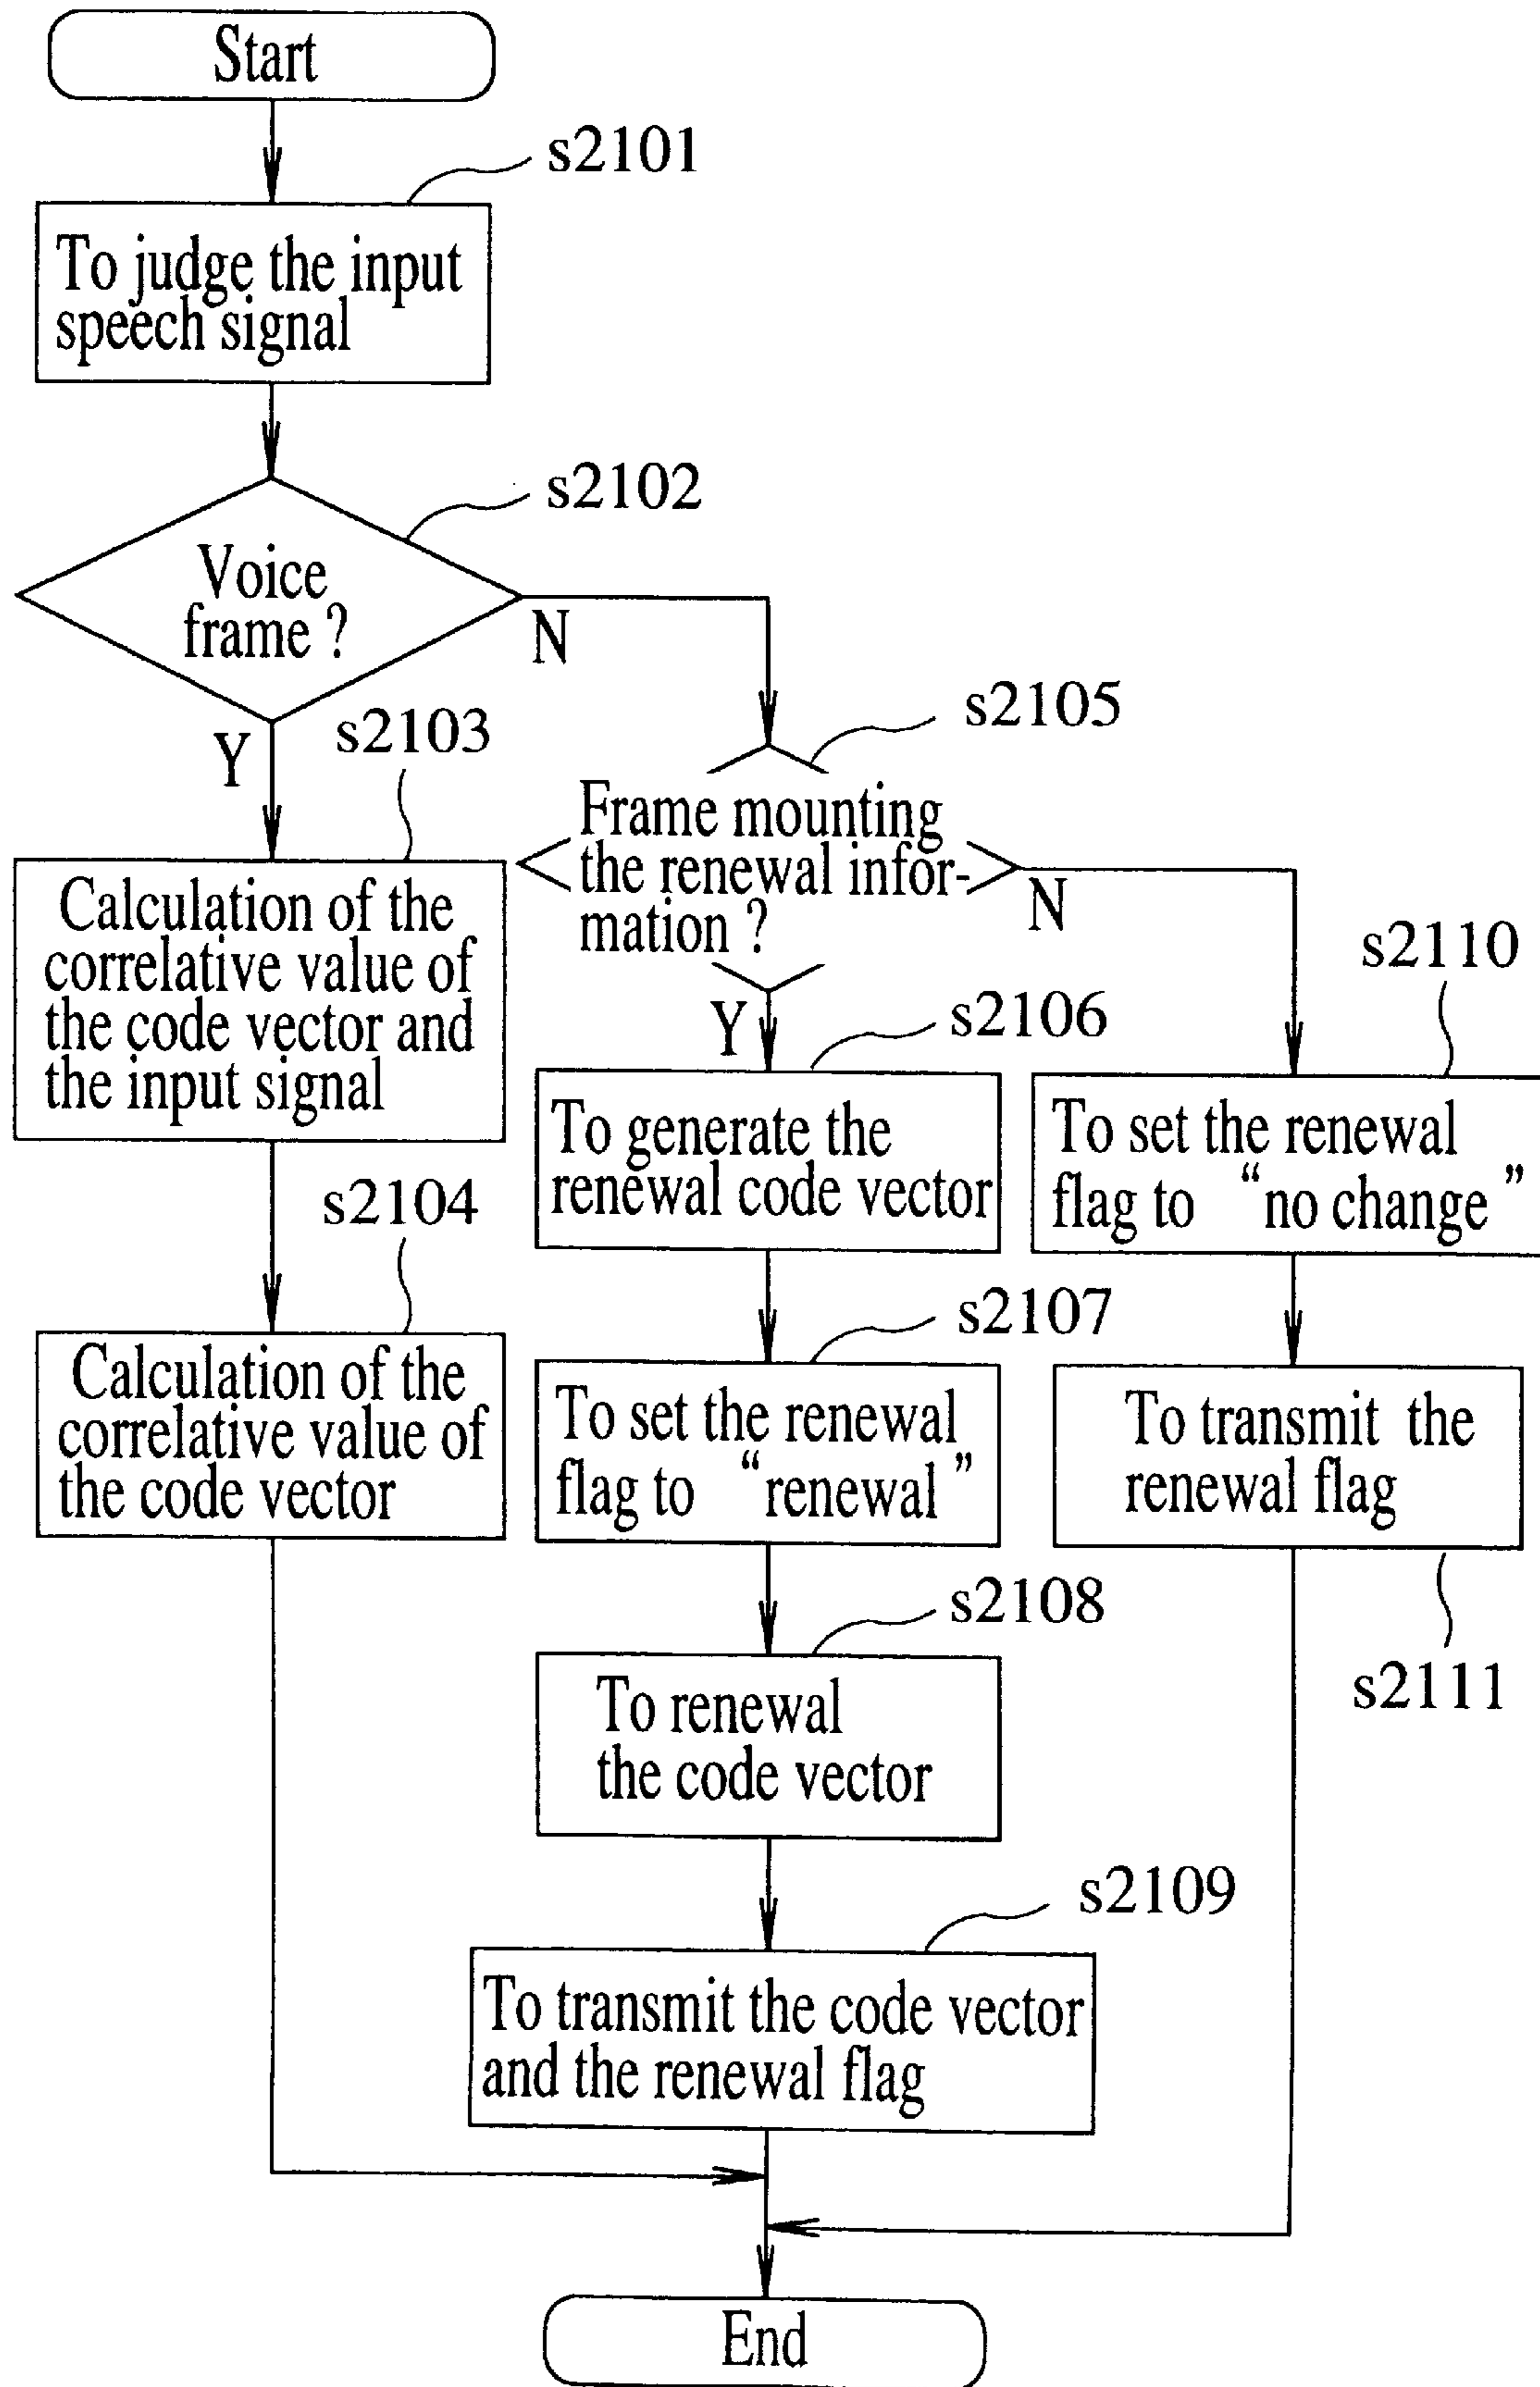 Start
s2101
To judge the input
speech signal
s2102
Voice
frame ?
N
Y
s2103
s2105
Frame mounting
the renewal infor-
mation ?
N
Y
Calculation of the
correlative value of
the code vector and
the input signal
s2106
s2110
To generate the
renewal code vector
To set the renewal
flag to “no change”
s2104
Calculation of the
correlative value of
the code vector
s2107
To set the renewal
flag to “renewal”
To transmit the
renewal flag
s2111
s2108
To renewal
the code vector
s2109
To transmit the code vector
and the renewal flag
End